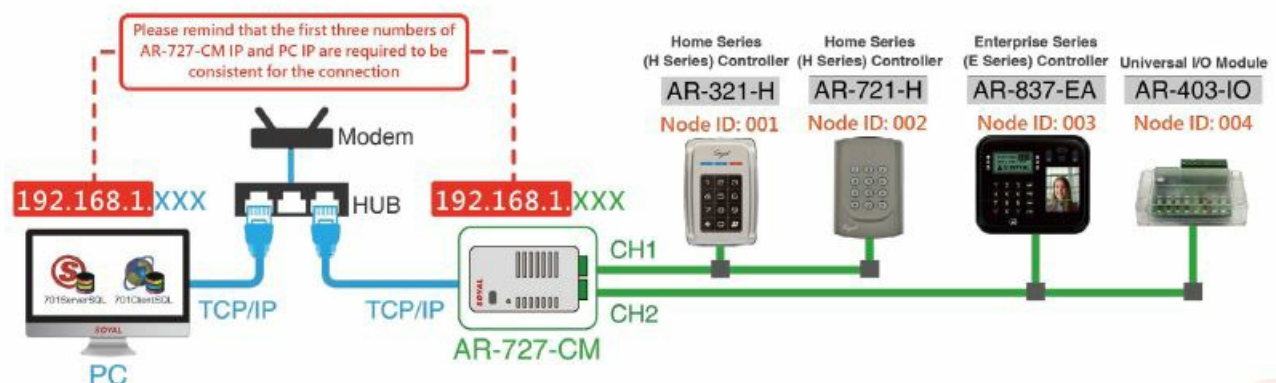 Please remind that the first three numbers of
AR-727-CM IP and PC IP are required to be
consistent for the connection
Home Series
(H Series) Controller
AR-321-H
Node ID: 001
Home Series
(H Series) Controller
AR-721-H
Node ID: 002
Enterprise Series
(E Series) Controller
AR-837-EA
Node ID: 003
Universal I/O Module
AR-403-IO
Node ID: 004
Modem
HUB
192.168.1.XXX
192.168.1.XXX
701ServerSQL
701ClientSQL
SOYAL
PC
TCP/IP
TCP/IP
SOYAL
AR-727-CM
CH1
CH2
Soyal